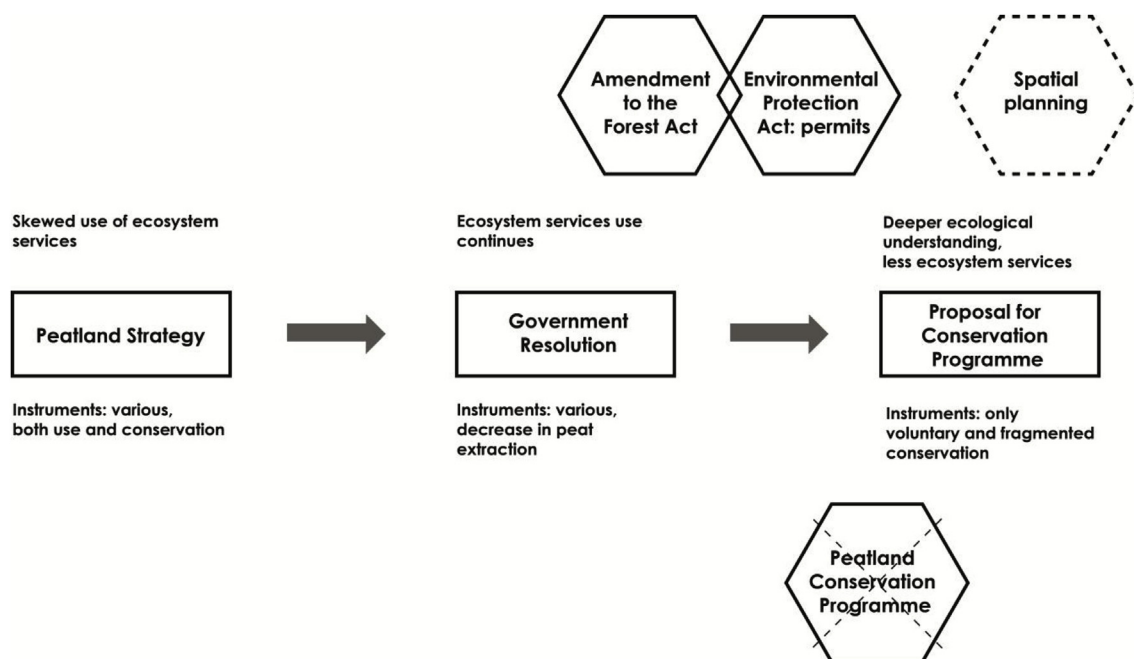 Amendment
to the
Forest Act
Environmental
Protection
Act: permits
Spatial
planning
Skewed use of ecosystem
services
Ecosystem services use
continues
Deeper ecological
understanding,
less ecosystem services
Peatland Strategy
Government
Resolution
Proposal for
Conservation
Programme
Instruments: various,
both use and conservation
Instruments: various,
decrease in peat
extraction
Instruments: only
voluntary and fragmented
conservation
Peatland
Conservation
Programme